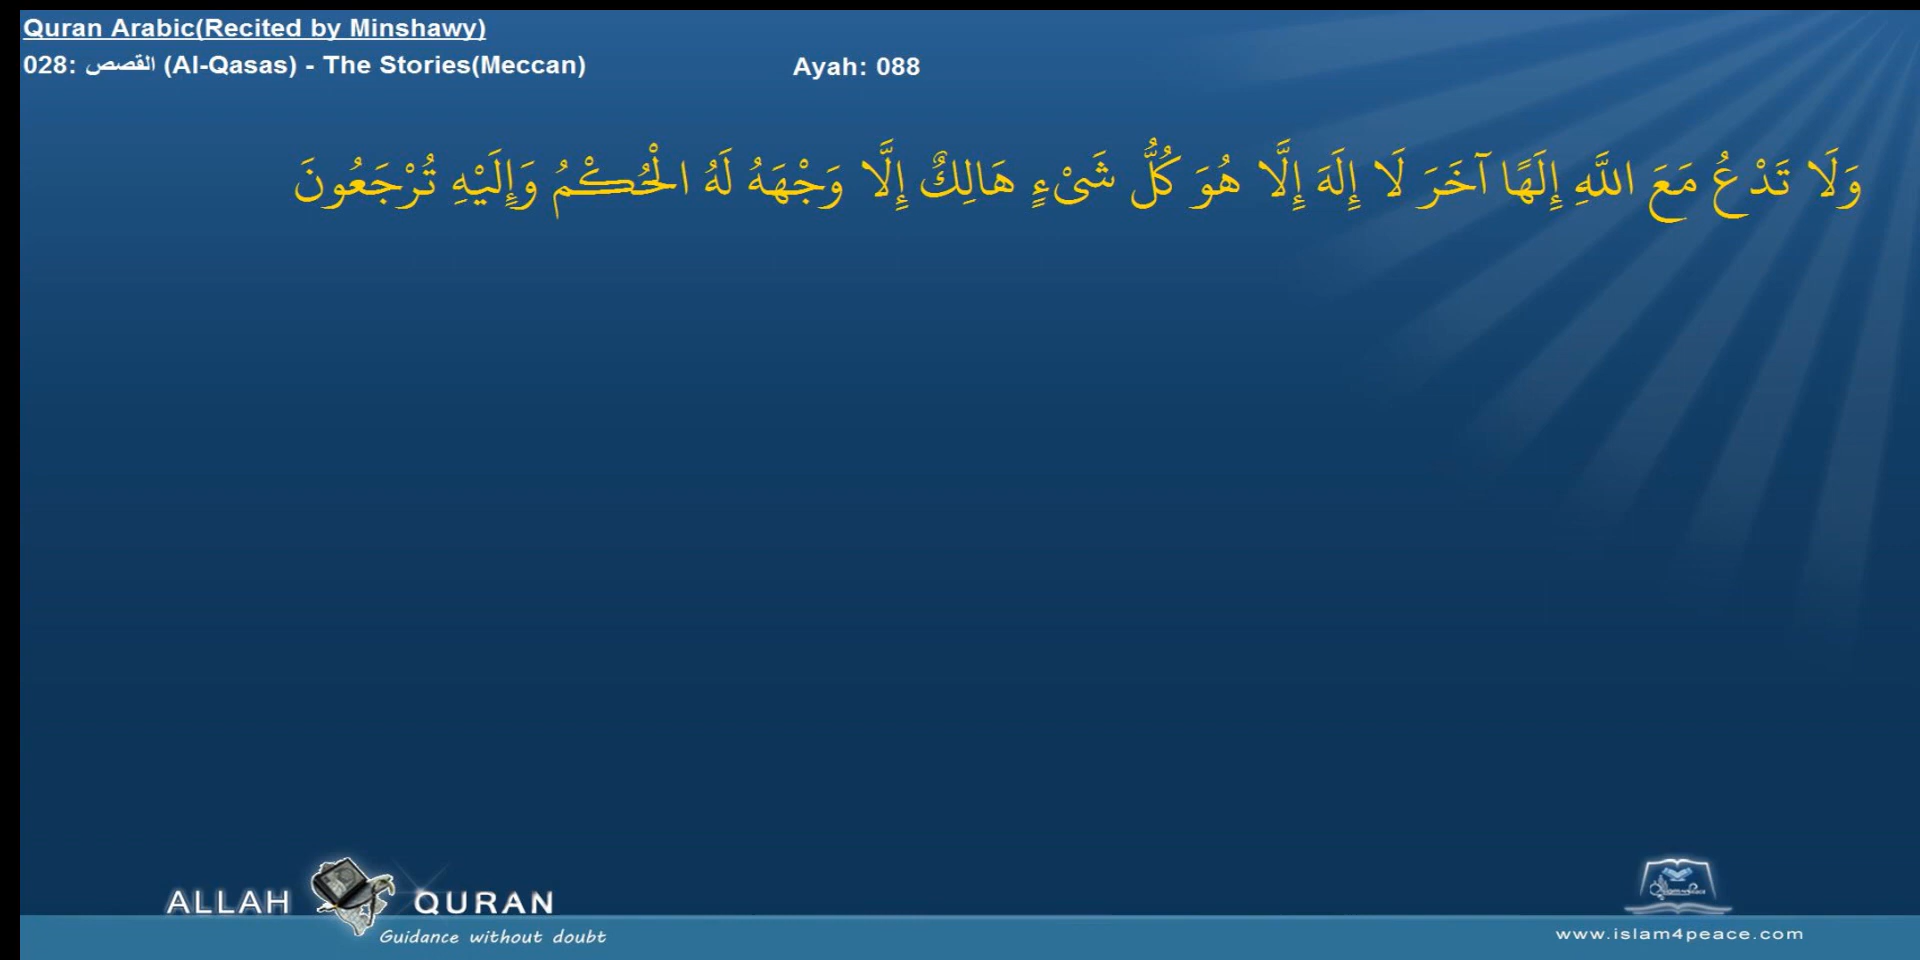 Quran Arabic(Recited by Minshawy)
028: القصص (Al-Qasas) - The Stories(Meccan) Ayah: 088
وَلَا تَدْعُ مَعَ اللَّهِ إِلَهًا آخَرَ لَا إِلَهَ إِلَّا هُوَ كُلُّ شَىْءٍ هَالِكٌ إِلَّا وَجْهَهُ لَهُ الْحُكْمُ وَإِلَيْهِ تُرْجَعُونَ
ALLAH QURAN
Guidance without doubt
www.islam4peace.com